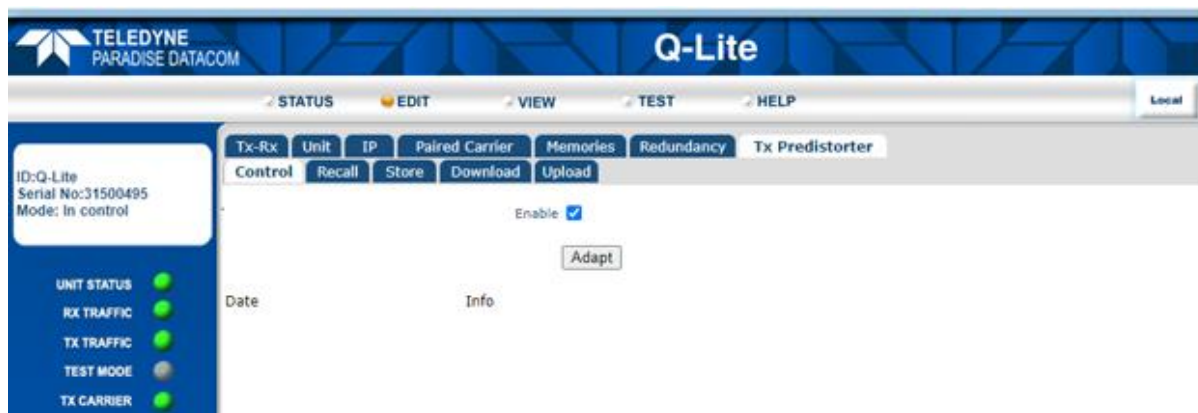 TELEDYNE
PARADISE DATACOM
Q-Lite
STATUS EDIT VIEW TEST HELP
Local
Tx-Rx Unit IP Paired Carrier Memories Redundancy Tx Predistorter
Control Recall Store Download Upload
ID:Q-Lite
Serial No:31500495
Mode: In control
Enable
Adapt
Date Info
UNIT STATUS
RX TRAFFIC
TX TRAFFIC
TEST MODE
TX CARRIER